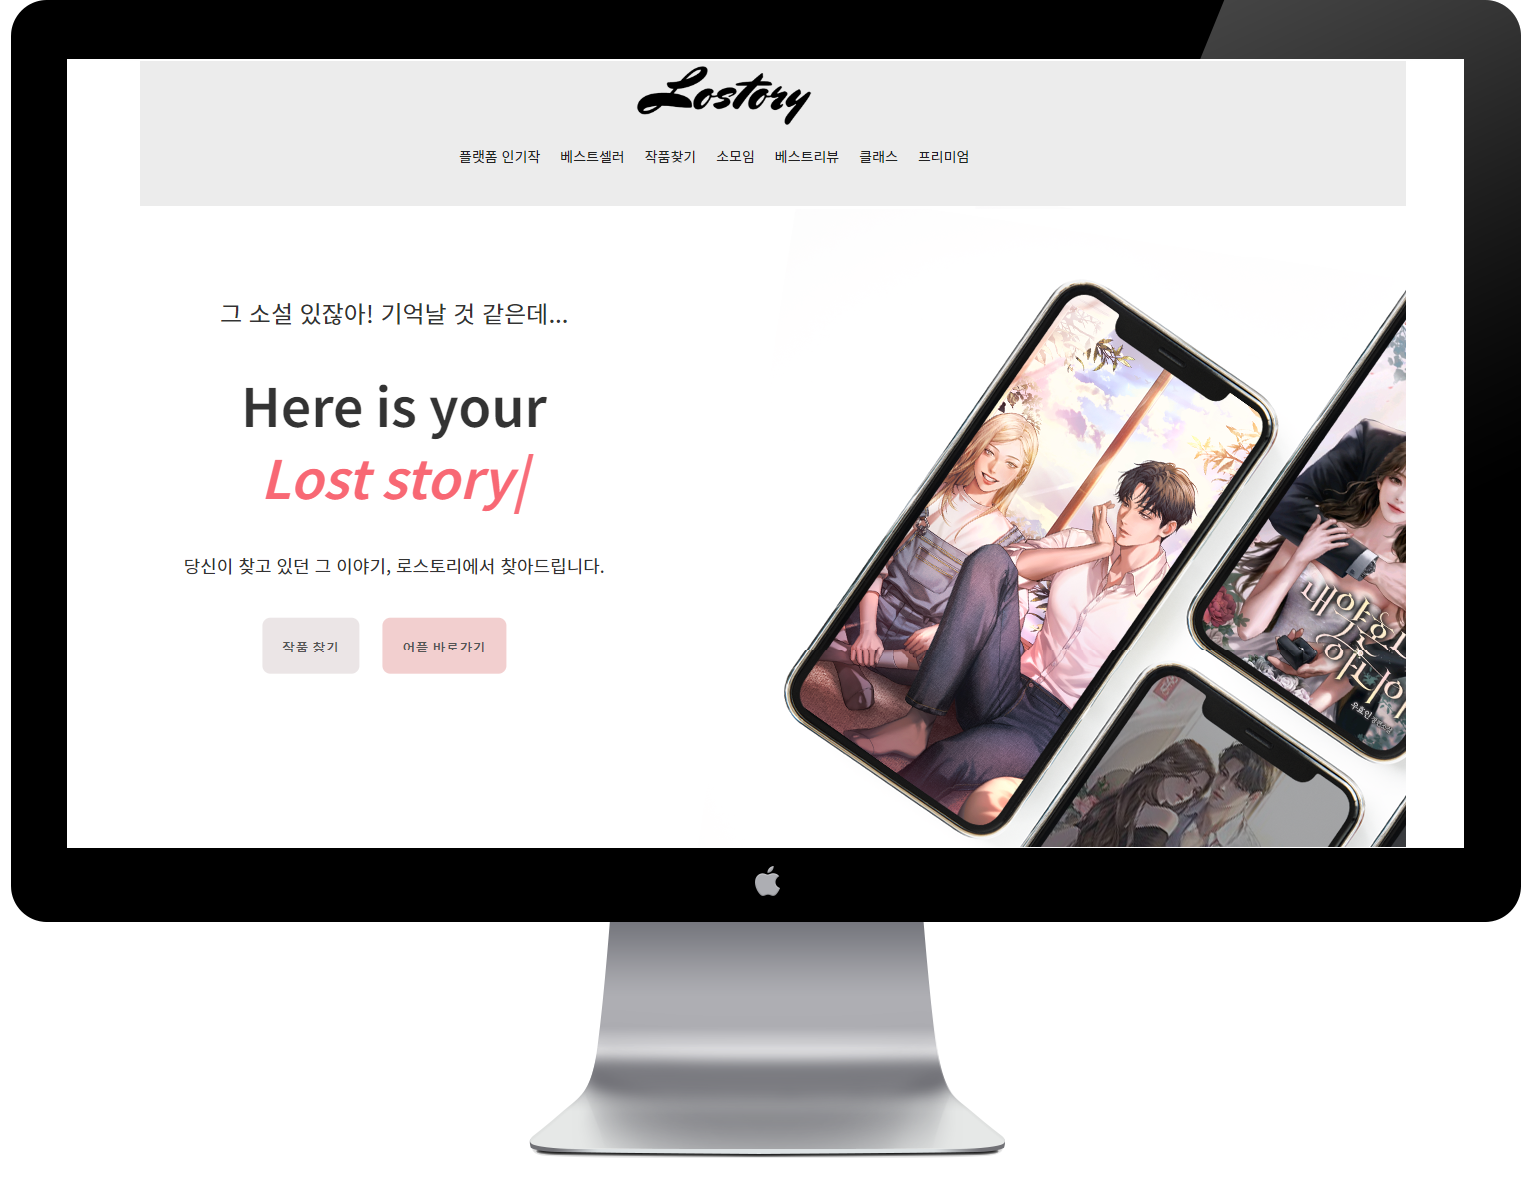 Lostory
플랫폼 인기작 베스트셀러 작품찾기 소모임 베스트리뷰 클래스 프리미엄
그 소설 있잖아! 기억날 것 같은데...
Here is your
Lost story|
당신이 찾고 있던 그 이야기, 로스토리에서 찾아드립니다.
작품 찾기 어플 바로가기
내 약혼
아니야
우효인